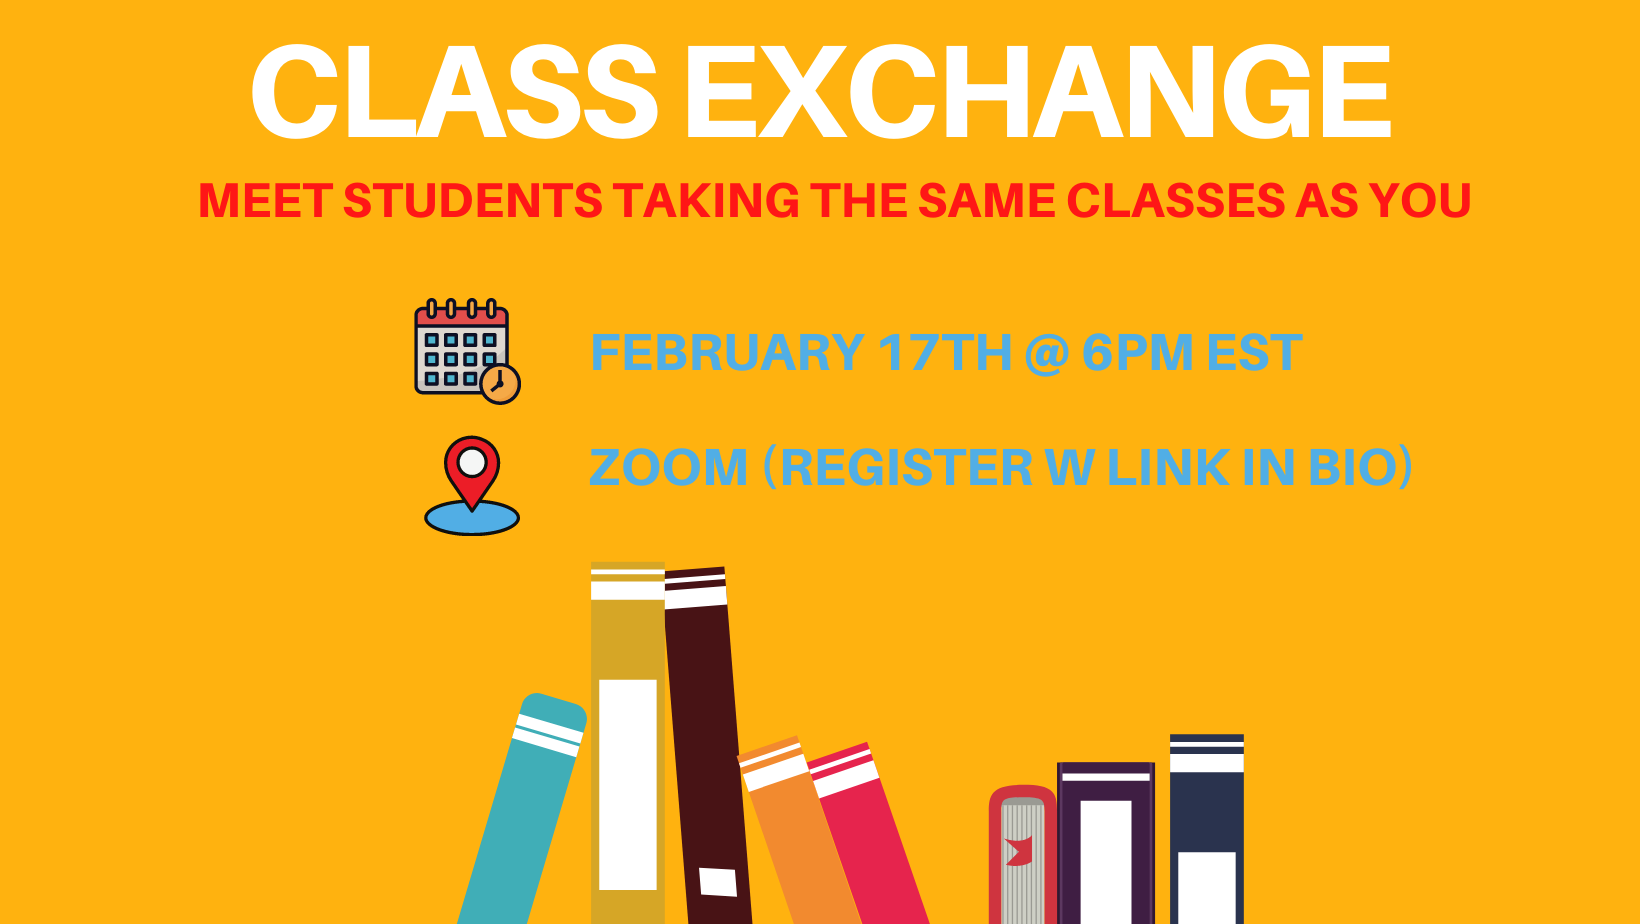 CLASS EXCHANGE
MEET STUDENTS TAKING THE SAME CLASSES AS YOU
FEBRUARY 17TH @ 6PM EST
ZOOM (REGISTER W LINK IN BIO)